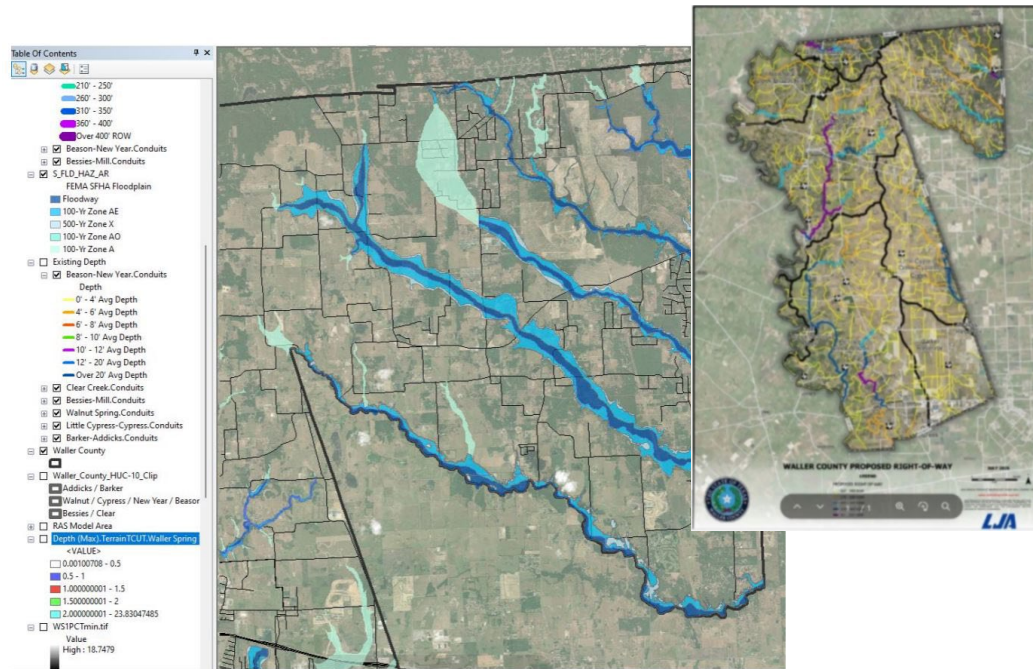 Table Of Contents
210' - 250'
260' - 300'
310' - 350'
360' - 400'
Over 400' ROW
Beason-New Year.Conduits
Bessies-Mill.Conduits
S_FLD_HAZ_AR
FEMA SFHA Floodplain
Floodway
100-Yr Zone AE
500-Yr Zone X
100-Yr Zone AO
100-Yr Zone A
Existing Depth
Beason-New Year.Conduits
Depth
0' - 4' Avg Depth
4' - 6' Avg Depth
6' - 8' Avg Depth
8' - 10' Avg Depth
10' - 12' Avg Depth
12' - 20' Avg Depth
Over 20' Avg Depth
Clear Creek.Conduits
Bessies-Mill.Conduits
Walnut Spring.Conduits
Little Cypress-Cypress.Conduits
Barker-Addicks.Conduits
Waller County
Waller_County_HUC-10_Clip
Addicks / Barker
Walnut / Cypress / New Year / Beason
Bessies / Clear
RAS Model Area
Depth (Max).TerrainTCUT.Waller Spring
<VALUE>
0.00100708 - 0.5
0.5 - 1
1.000000001 - 1.5
1.500000001 - 2
2.000000001 - 23.83047485
WS1PCTmin.tif
Value
High : 18.7479
WALLER COUNTY PROPOSED RIGHT-OF-WAY
LEGEND
LJA